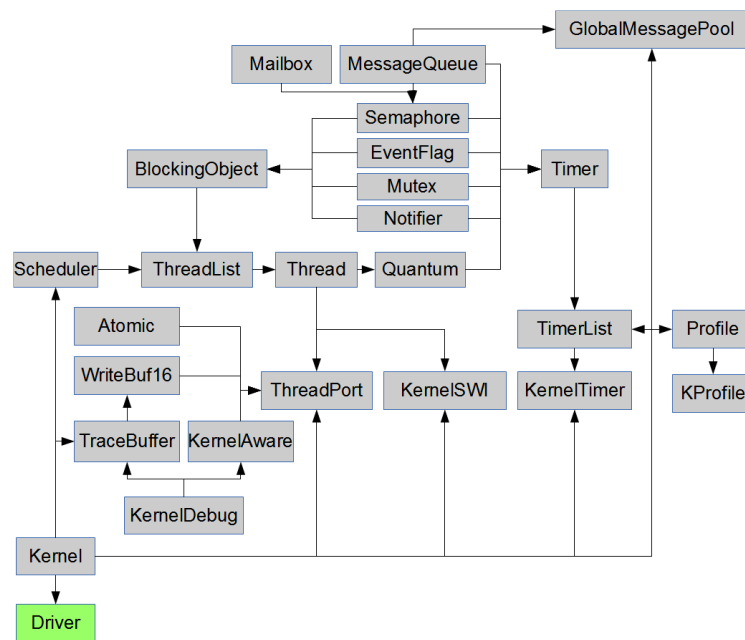 GlobalMessagePool
Mailbox
MessageQueue
Semaphore
EventFlag
BlockingObject
Timer
Mutex
Notifier
Scheduler
ThreadList
Thread
Quantum
Atomic
TimerList
Profile
WriteBuf16
ThreadPort
KernelSWI
KernelTimer
KProfile
TraceBuffer
KernelAware
KernelDebug
Kernel
Driver